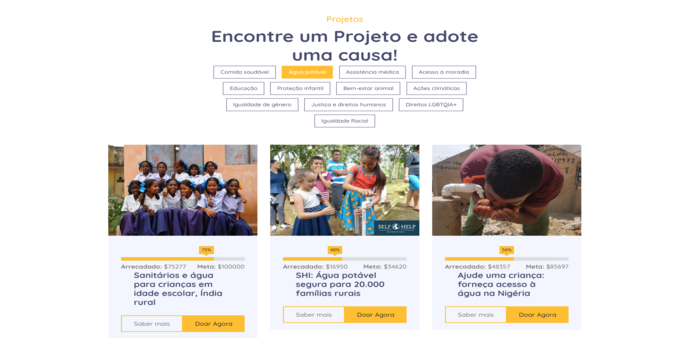 Projetos
Encontre um Projeto e adote
uma causa!
Comida saudável Água potável Assistência médica Acesso à moradia
Educação Proteção infantil Bem-estar animal Ações climáticas
Igualdade de gênero Justiça e direitos humanos Direitos LGBTQIA+
Igualdade Racial
SELF HELP
75%
Arrecadado: $75277 Meta: $100000
Sanitários e água
para crianças em
idade escolar, Índia
rural
Saber mais Doar Agora
Arrecadado: $16950 Meta: $34620
SHI: Água potável
segura para 20.000
famílias rurais
Saber mais Doar Agora
Arrecadado: $48357 Meta: $85697
Ajude uma criança:
forneça acesso à
água na Nigéria
Saber mais Doar Agora